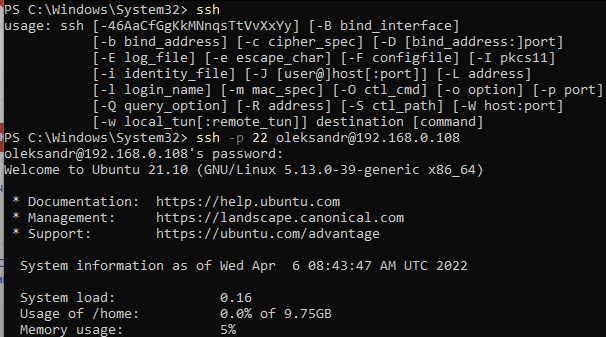 PS C:\Windows\System32> ssh
usage: ssh [-46AaCfGgKkMNnqsTtVvXxYy] [-B bind_interface]
           [-b bind_address] [-c cipher_spec] [-D [bind_address:]port]
           [-E log_file] [-e escape_char] [-F configfile] [-I pkcs11]
           [-i identity_file] [-J [user@]host[:port]] [-L address]
           [-l login_name] [-m mac_spec] [-O ctl_cmd] [-o option] [-p port]
           [-Q query_option] [-R address] [-S ctl_path] [-W host:port]
           [-w local_tun[:remote_tun]] destination [command]
PS C:\Windows\System32> ssh -p 22 oleksandr@192.168.0.108
oleksandr@192.168.0.108's password:
Welcome to Ubuntu 21.10 (GNU/Linux 5.13.0-39-generic x86_64)

 * Documentation:  https://help.ubuntu.com
 * Management:     https://landscape.canonical.com
 * Support:        https://ubuntu.com/advantage

  System information as of Wed Apr  6 08:43:47 AM UTC 2022

  System load:             0.16
  Usage of /home:          0.0% of 9.75GB
  Memory usage:            5%